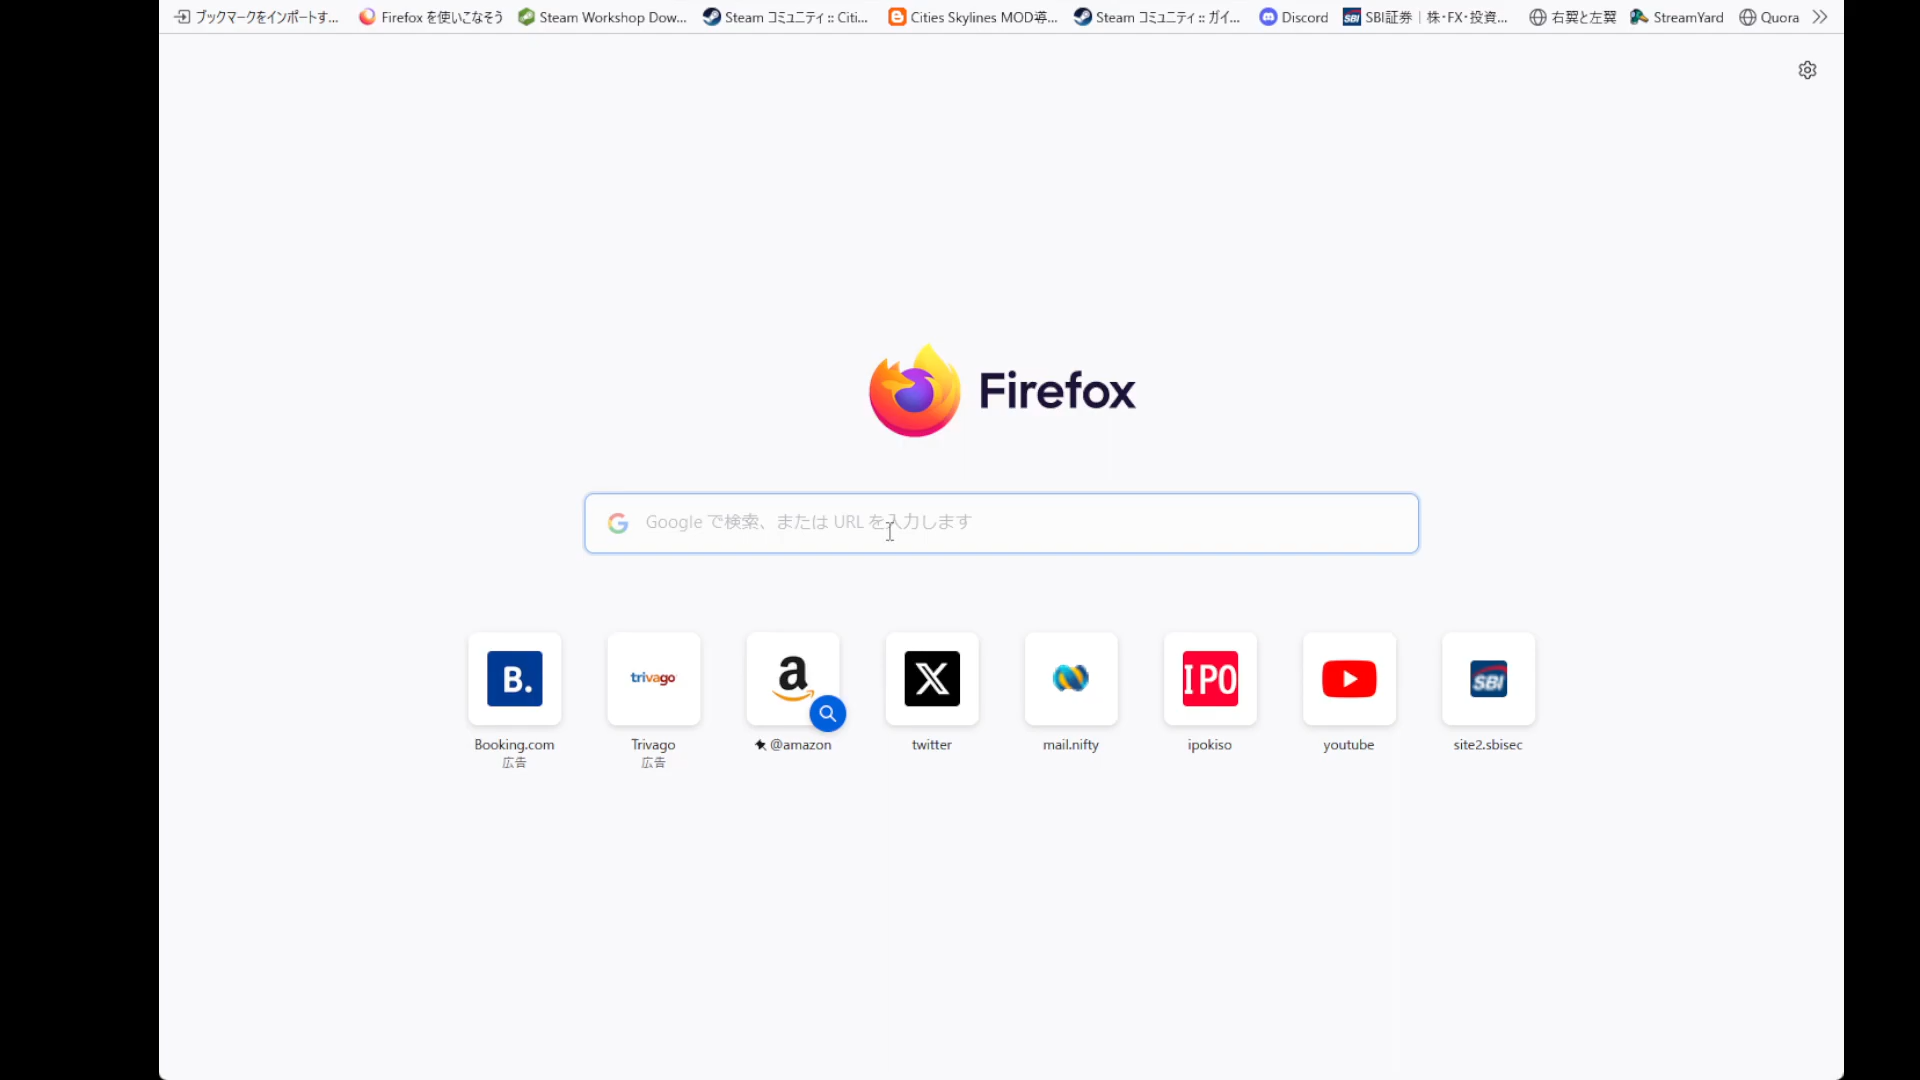 ブックマークをインポートす... Firefox を使いこなそう Steam Workshop Dow... Steam コミュニティ :: Citi... Cities Skylines MOD導... Steam コミュニティ :: ガイ... Discord SBI SBI証券｜株・FX・投資... 右翼と左翼 StreamYard Quora
Firefox
Google で検索、または URL を入力します
B. trivago a X IPO SBI
Booking.com Trivago @amazon twitter mail.nifty ipokiso youtube site2.sbisec
広告 広告